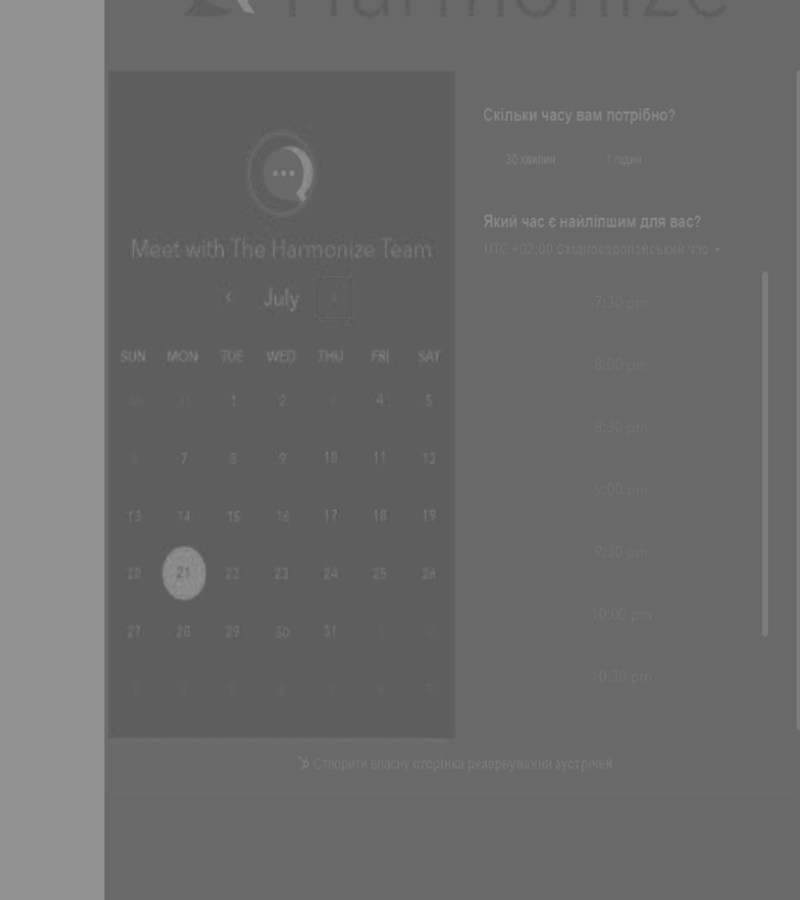 Harmonize
Meet with The Harmonize Team
July
SUN MON TUE WED THU FRI SAT
30 31 1 2 3 4 5
6 7 8 9 10 11 12
13 14 15 16 17 18 19
20 21 22 23 24 25 26
27 28 29 30 31 1 2
3 4 5 6 7 8 9
Скільки часу вам потрібно?
30 хвилин 1 годин
Який час є найліпшим для вас?
UTC +03:00 Східноєвропейський час
7:30 pm
8:00 pm
8:30 pm
9:00 pm
9:30 pm
10:00 pm
10:30 pm
Створити власну сторінка резервування зустрічей